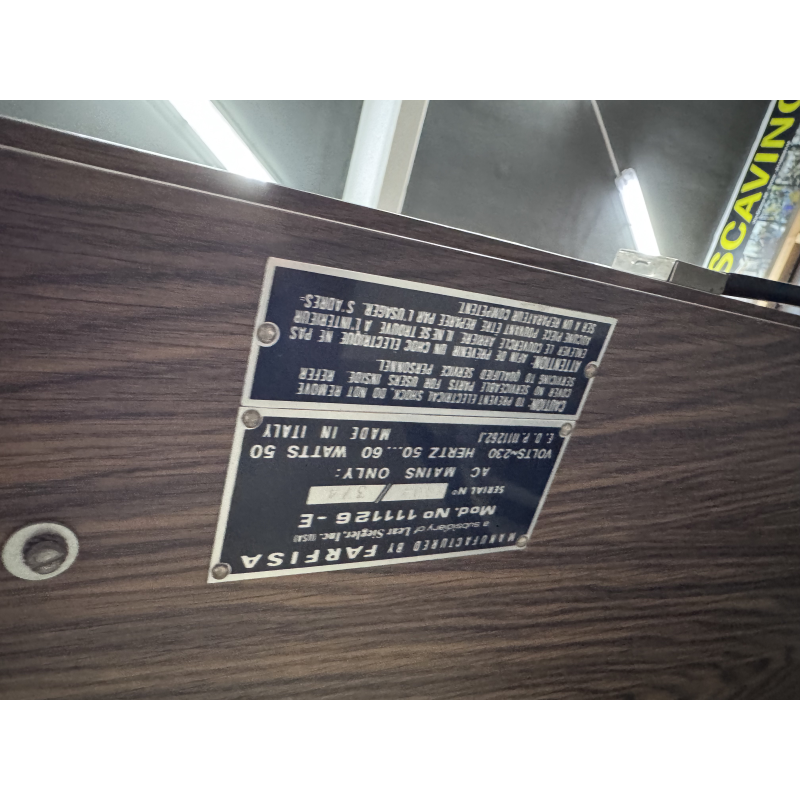 MANUFACTURED BY FARFISA
a subsidiary of Lear Siegler, Inc. (USA)
Mod. Nº 111126 - E
SERIAL Nº / 374
AC MAINS ONLY:
VOLTS~230 HERTZ 50...60 WATTS 50
E. D. P. 1111262.1 MADE IN ITALY
CAUTION: TO PREVENT ELECTRICAL SHOCK, DO NOT REMOVE
COVER NO SERVICEABLE PARTS FOR USERS INSIDE REFER
SERVICING TO QUALIFIED SERVICE PERSONNEL.
ATTENTION: AFIN DE PREVENIR UN CHOC ELECTRIQUE NE PAS
ENLEVER LE COUVERCLE ARRIERE IL NE SE TROUVE A L'INTERIEUR
AUCUNE PIECE POUVANT ÊTRE REPARÉE PAR L'USAGER. S'ADRES-
SER A UN REPARATEUR COMPETENT.
SCAVINO